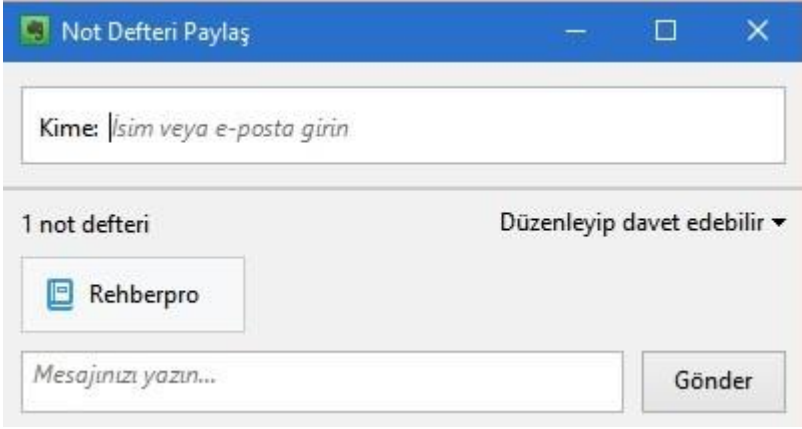 Not Defteri Paylaş
Kime: İsim veya e-posta girin
1 not defteri Düzenleyip davet edebilir
Rehberpro
Mesajınızı yazın... Gönder